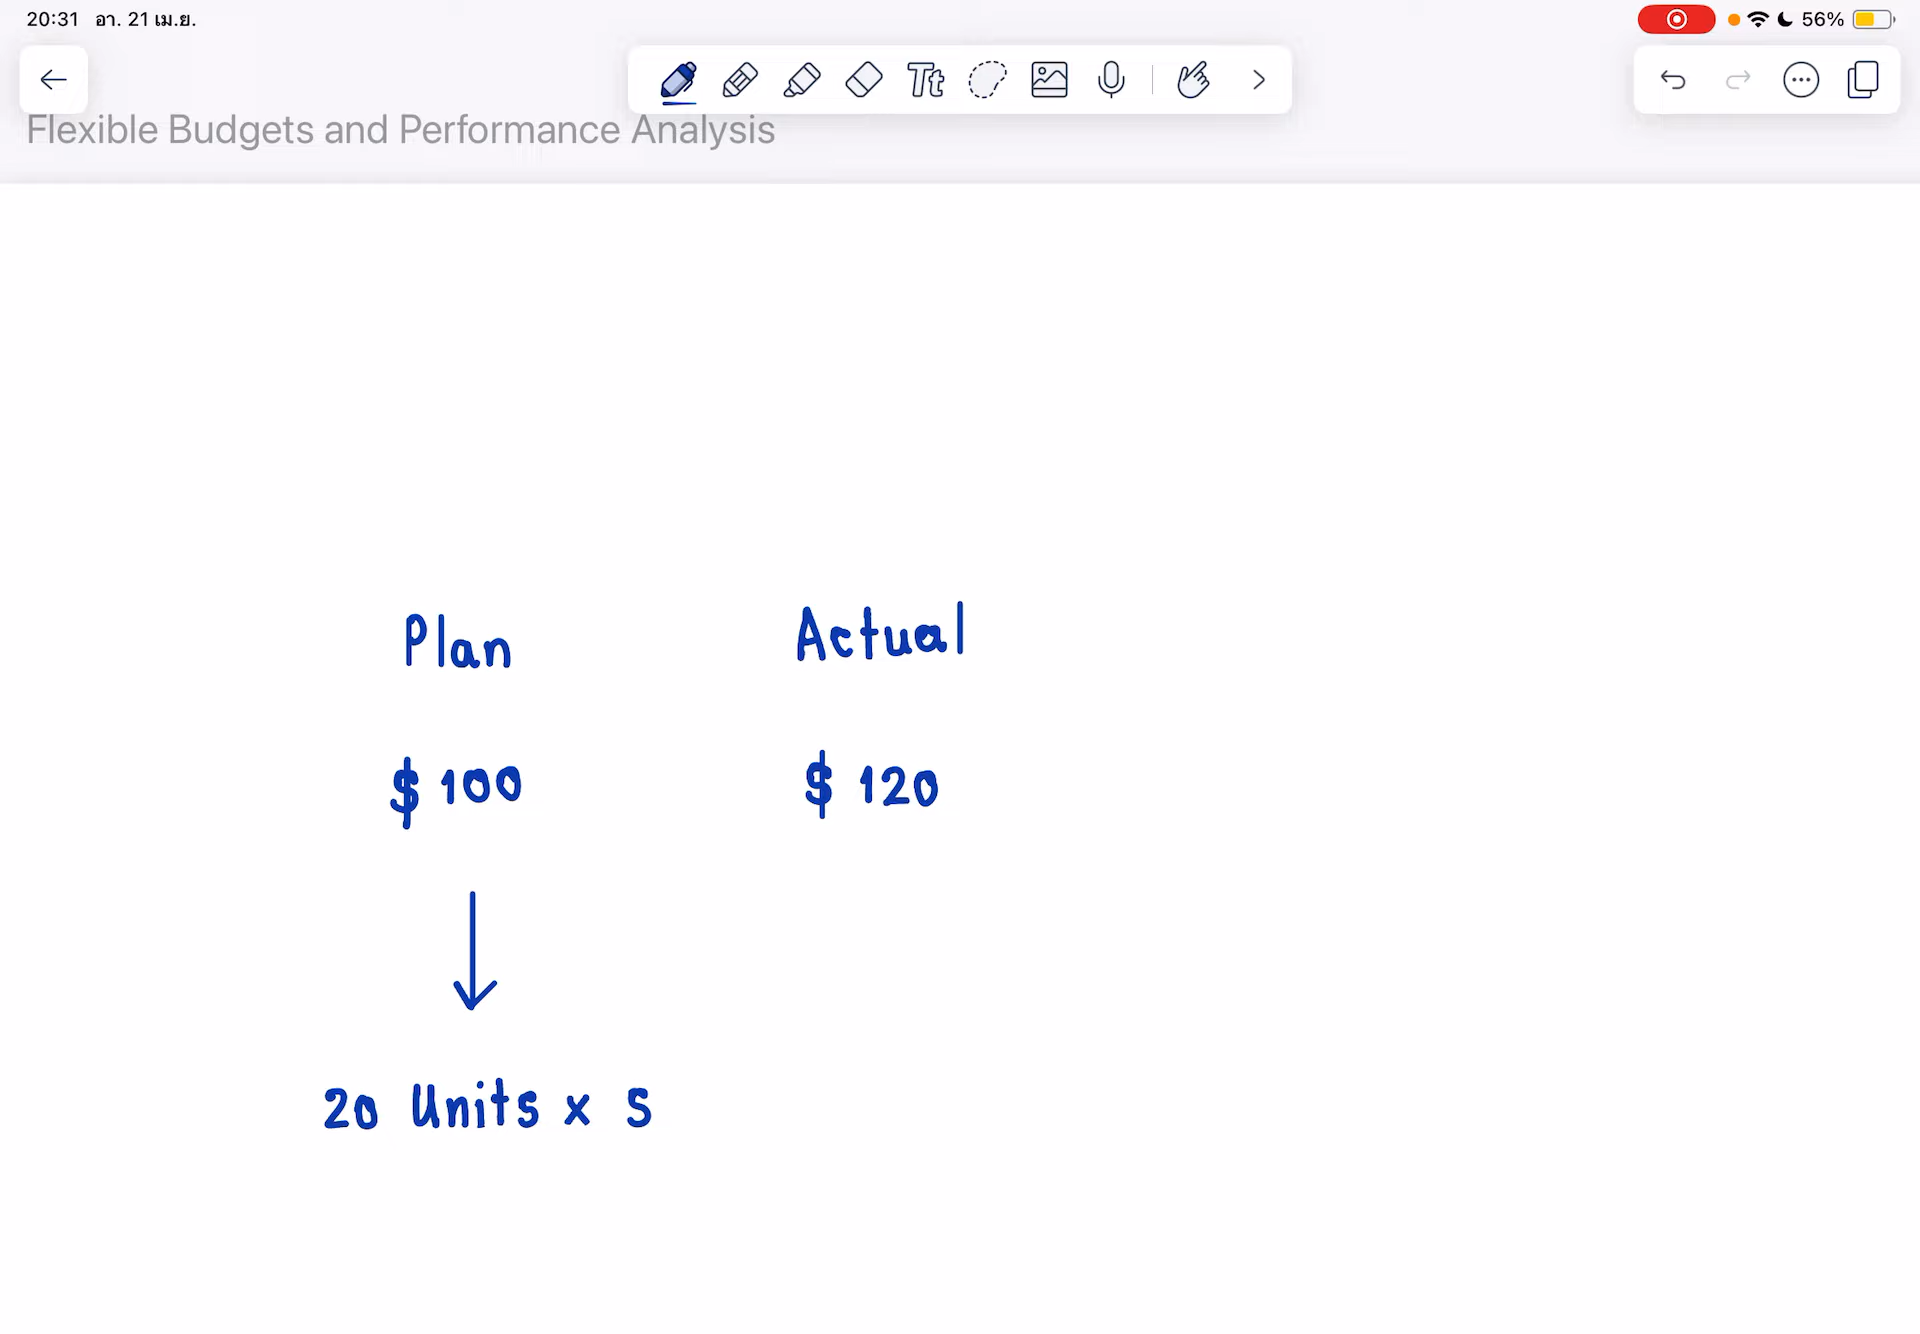 20:31 อา. 21 เม.ย.
56%
Tt
Flexible Budgets and Performance Analysis
Plan Actual
$ 100 $ 120
20 Units x 5